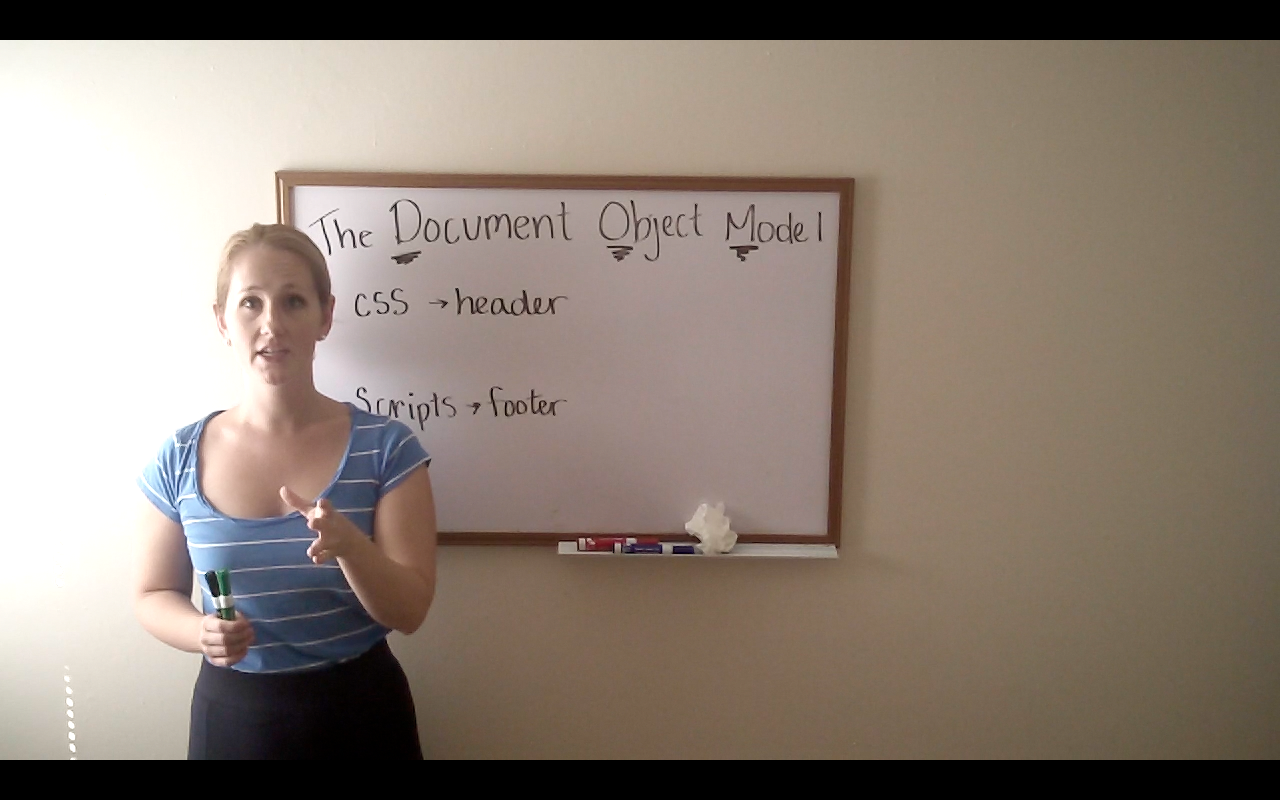 The Document Object Model
CSS → header
Scripts → footer